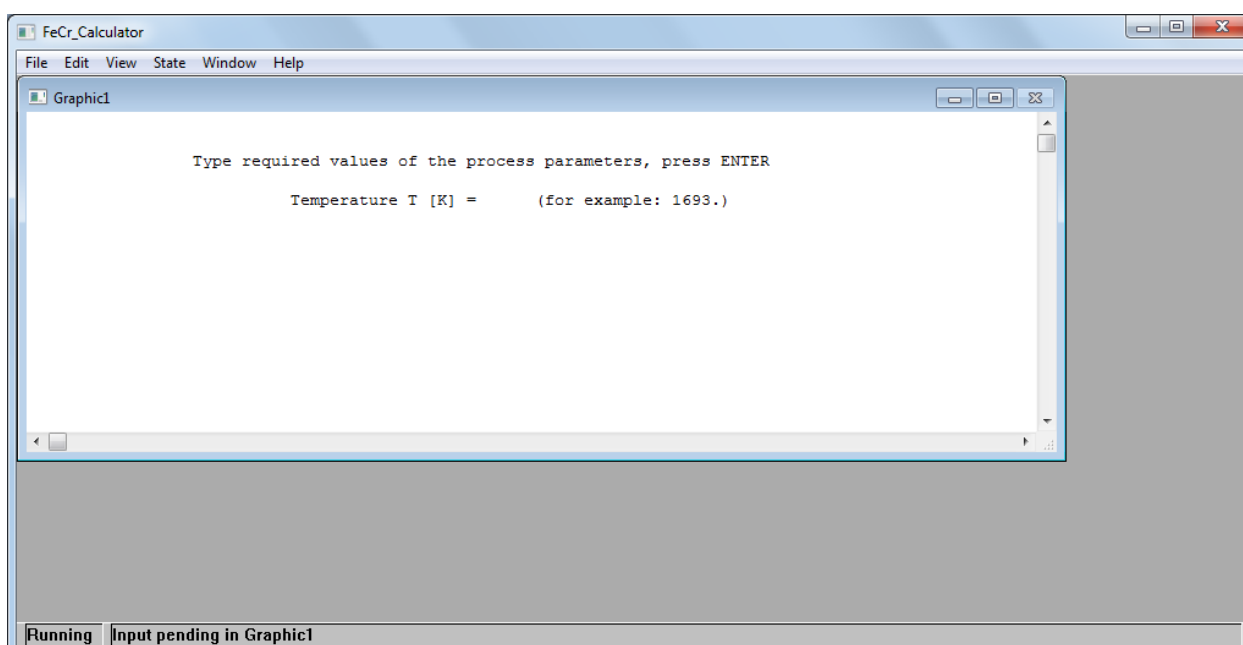 FeCr_Calculator
File Edit View State Window Help
Graphic1
Type required values of the process parameters, press ENTER
Temperature T [K] = (for example: 1693.)
Running Input pending in Graphic1